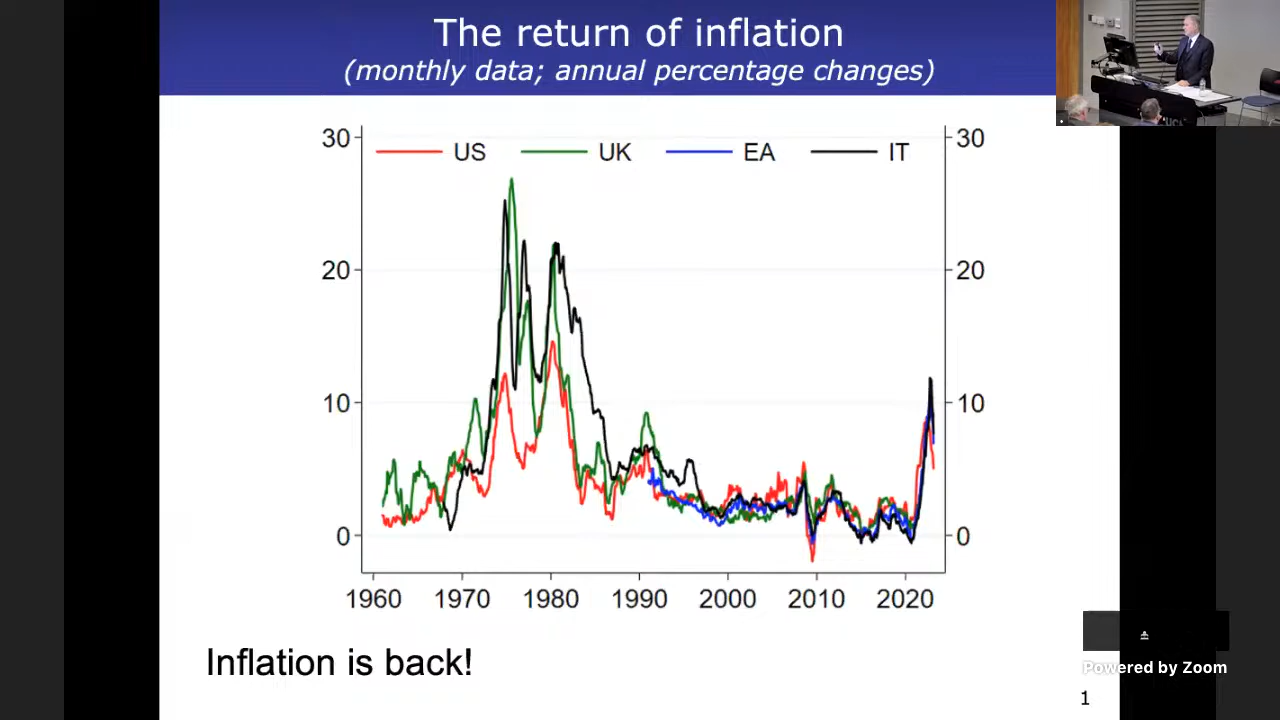 The return of inflation
(monthly data; annual percentage changes)
30 US UK EA IT 30
20 20
10 10
0 0
1960 1970 1980 1990 2000 2010 2020
Inflation is back!
Powered by Zoom
1